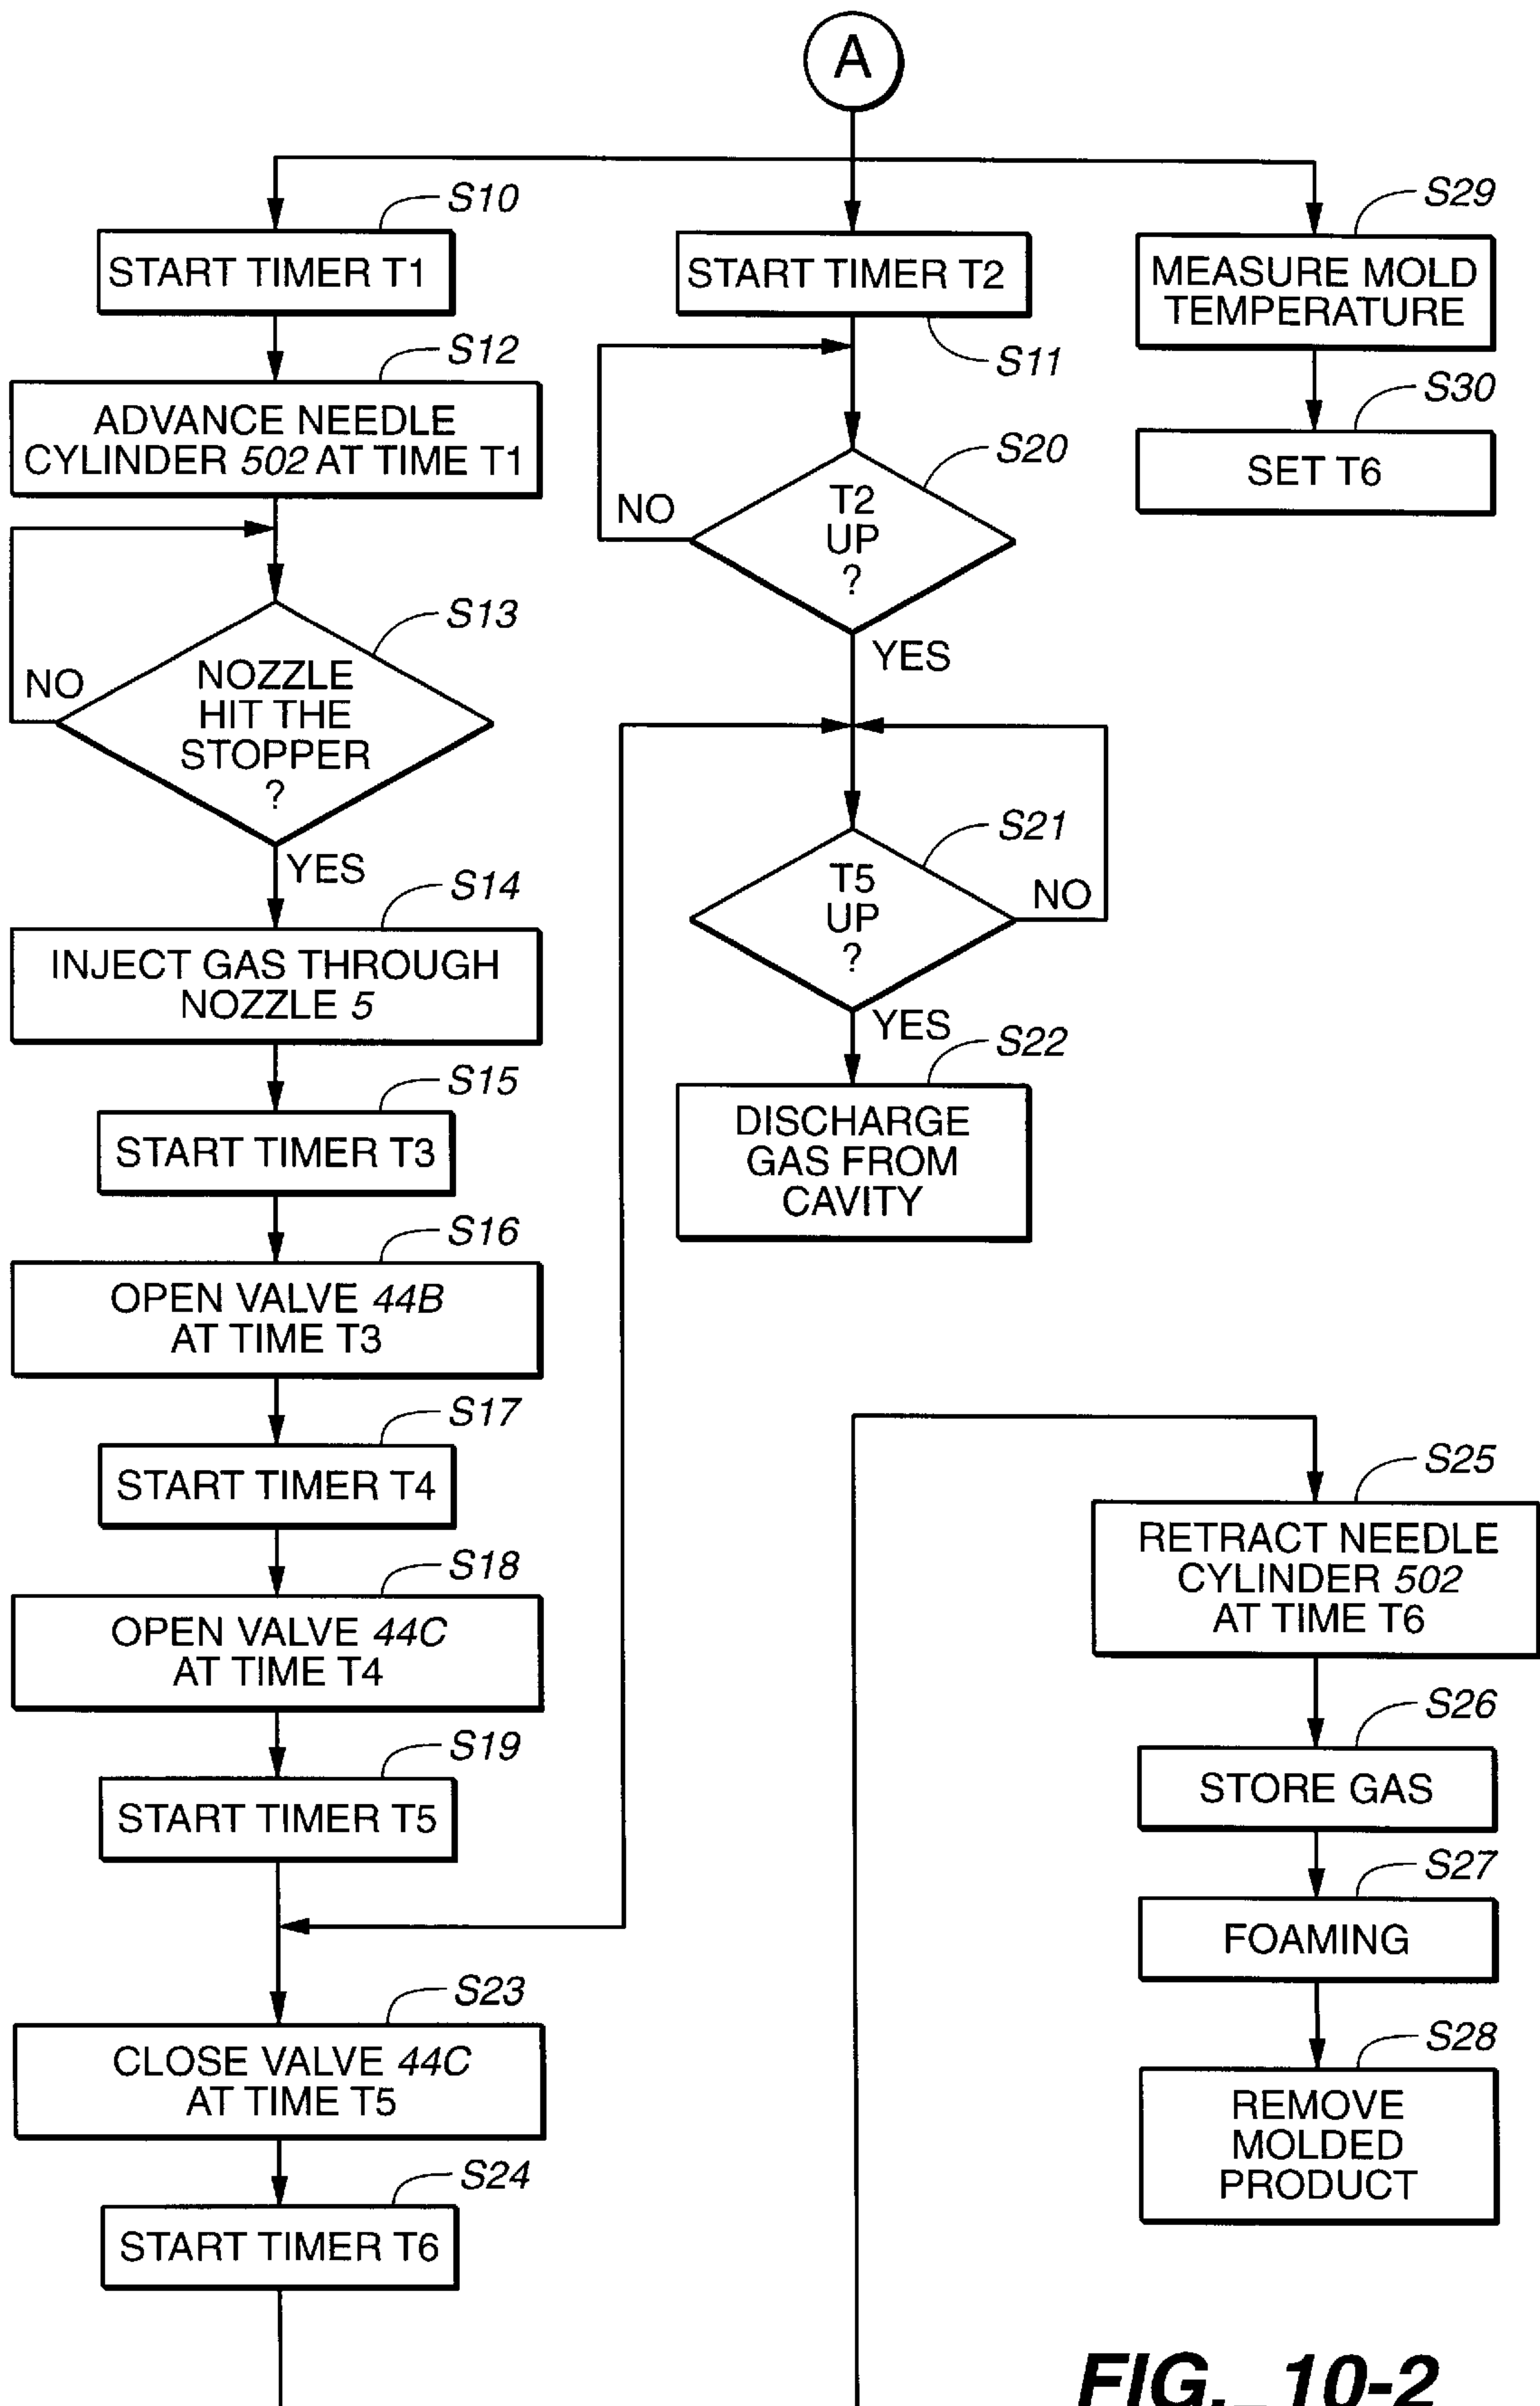 A
S10
START TIMER T1
S12
ADVANCE NEEDLE
CYLINDER 502 AT TIME T1
S13
NO
NOZZLE
HIT THE
STOPPER
?
YES
S14
INJECT GAS THROUGH
NOZZLE 5
S15
START TIMER T3
S16
OPEN VALVE 44B
AT TIME T3
S17
START TIMER T4
S18
OPEN VALVE 44C
AT TIME T4
S19
START TIMER T5
S23
CLOSE VALVE 44C
AT TIME T5
S24
START TIMER T6
START TIMER T2
S11
S20
NO
T2
UP
?
YES
S21
T5
UP
?
NO
YES
S22
DISCHARGE
GAS FROM
CAVITY
S29
MEASURE MOLD
TEMPERATURE
S30
SET T6
S25
RETRACT NEEDLE
CYLINDER 502
AT TIME T6
S26
STORE GAS
S27
FOAMING
S28
REMOVE
MOLDED
PRODUCT
FIG._10-2